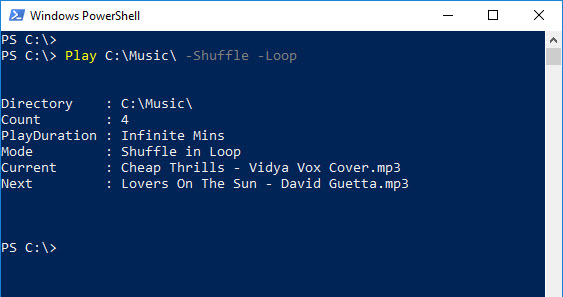 Windows PowerShell
PS C:\>
PS C:\> Play C:\Music\ -Shuffle -Loop
Directory    : C:\Music\
Count        : 4
PlayDuration : Infinite Mins
Mode         : Shuffle in Loop
Current      : Cheap Thrills - Vidya Vox Cover.mp3
Next         : Lovers On The Sun - David Guetta.mp3
PS C:\>